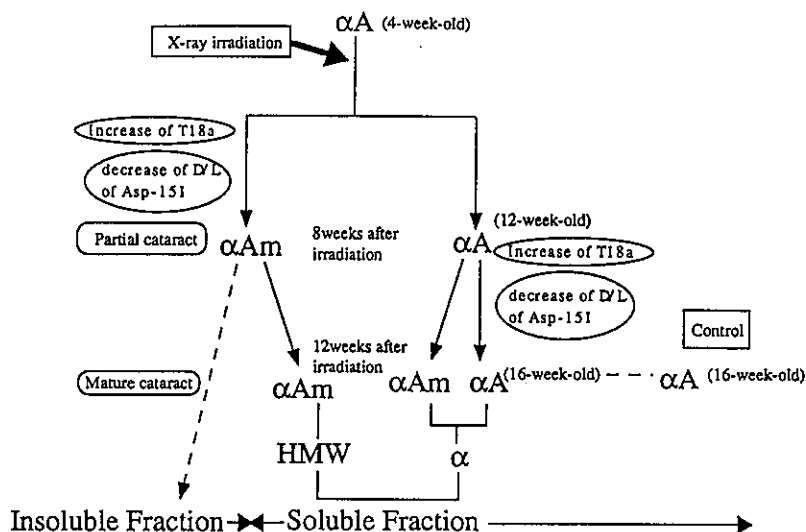 αA (4-week-old)
X-ray irradiation
Increase of T18a
decrease of D/L
of Asp-151
Partial cataract
αAm
8weeks after
irradiation
αA (12-week-old)
Increase of T18a
decrease of D/L
of Asp-151
Control
12weeks after
irradiation
Mature cataract
αAm
αAm
αA (16-week-old)
αA (16-week-old)
HMW
α
Insoluble Fraction
Soluble Fraction